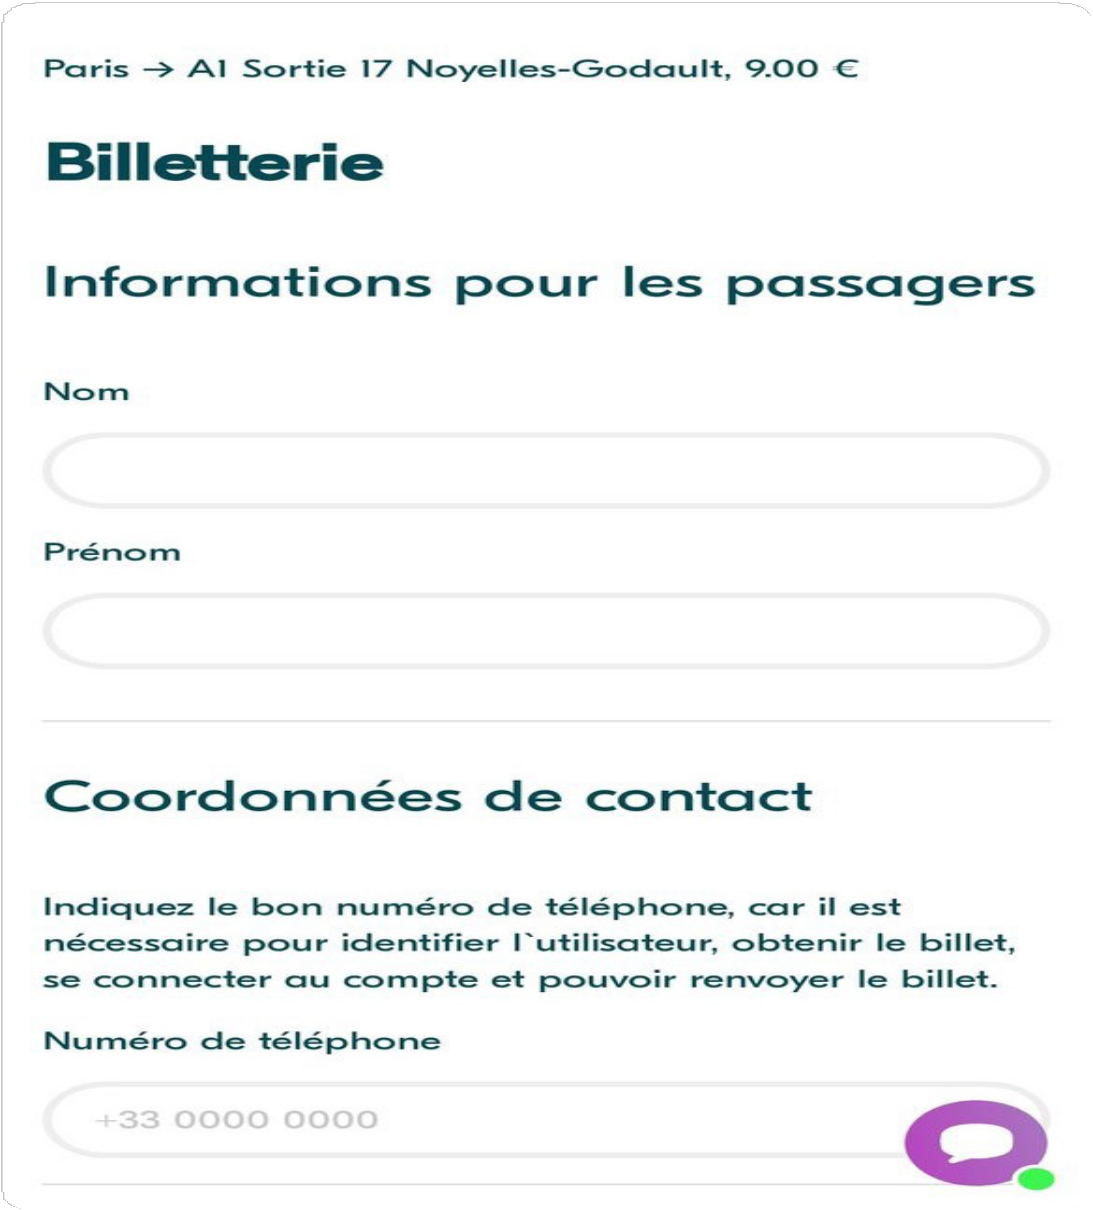 Paris → A1 Sortie 17 Noyelles-Godault, 9.00 €
Billetterie
Informations pour les passagers
Nom
Prénom
Coordonnées de contact
Indiquez le bon numéro de téléphone, car il est
nécessaire pour identifier l`utilisateur, obtenir le billet,
se connecter au compte et pouvoir renvoyer le billet.
Numéro de téléphone
+33 0000 0000